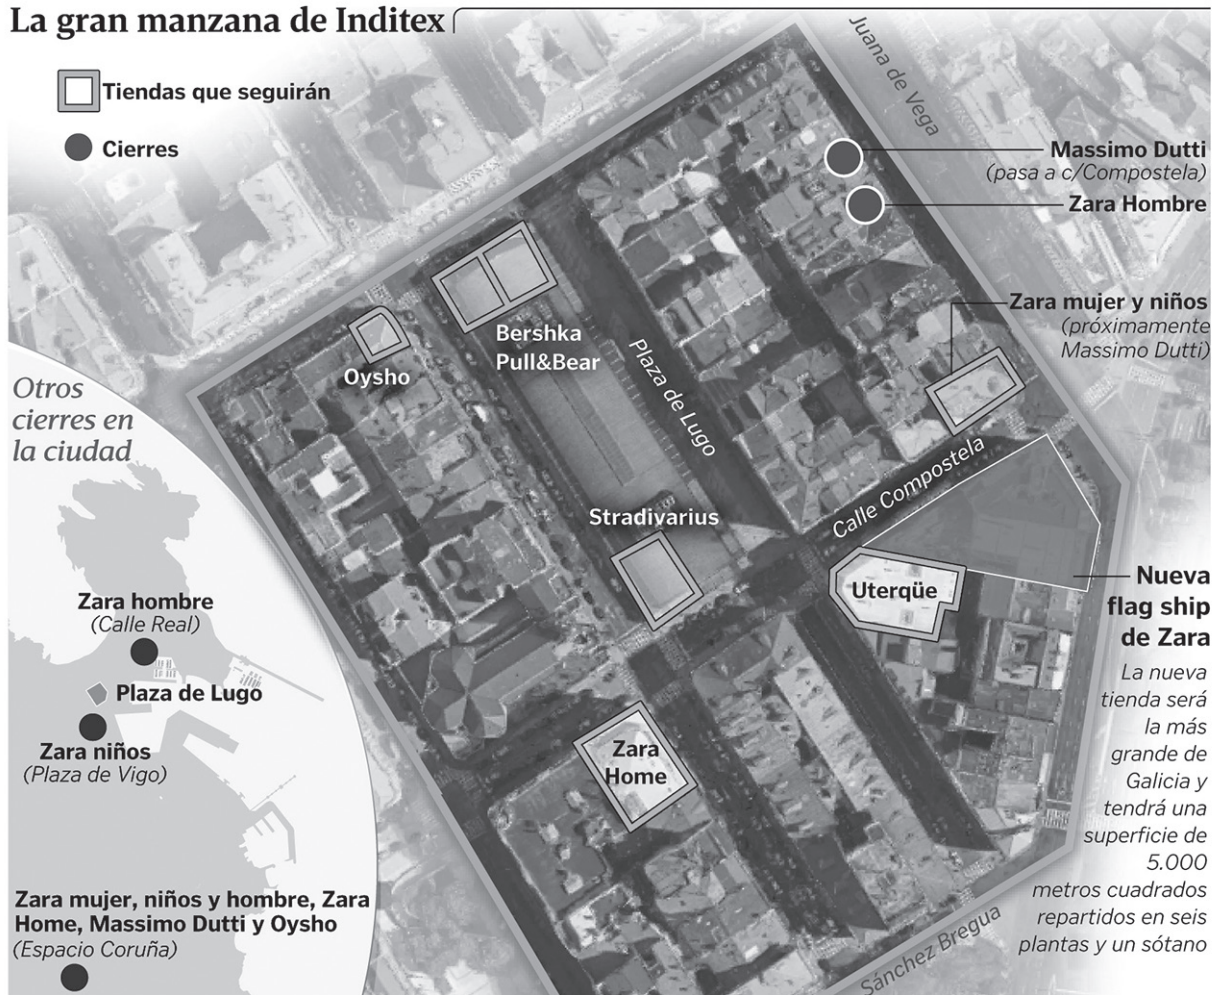 La gran manzana de Inditex
Tiendas que seguirán
Cierres
Juana de Vega
Massimo Dutti
(pasa a c/Compostela)
Zara Hombre
Zara mujer y niños
(próximamente
Massimo Dutti)
Bershka
Pull&Bear
Oysho
Plaza de Lugo
Calle Compostela
Stradivarius
Uterqüe
Zara
Home
Sánchez Bregua
Nueva
flag ship
de Zara
La nueva
tienda será
la más
grande de
Galicia y
tendrá una
superficie de
5.000
metros cuadrados
repartidos en seis
plantas y un sótano
Otros
cierres en
la ciudad
Zara hombre
(Calle Real)
Plaza de Lugo
Zara niños
(Plaza de Vigo)
Zara mujer, niños y hombre, Zara
Home, Massimo Dutti y Oysho
(Espacio Coruña)